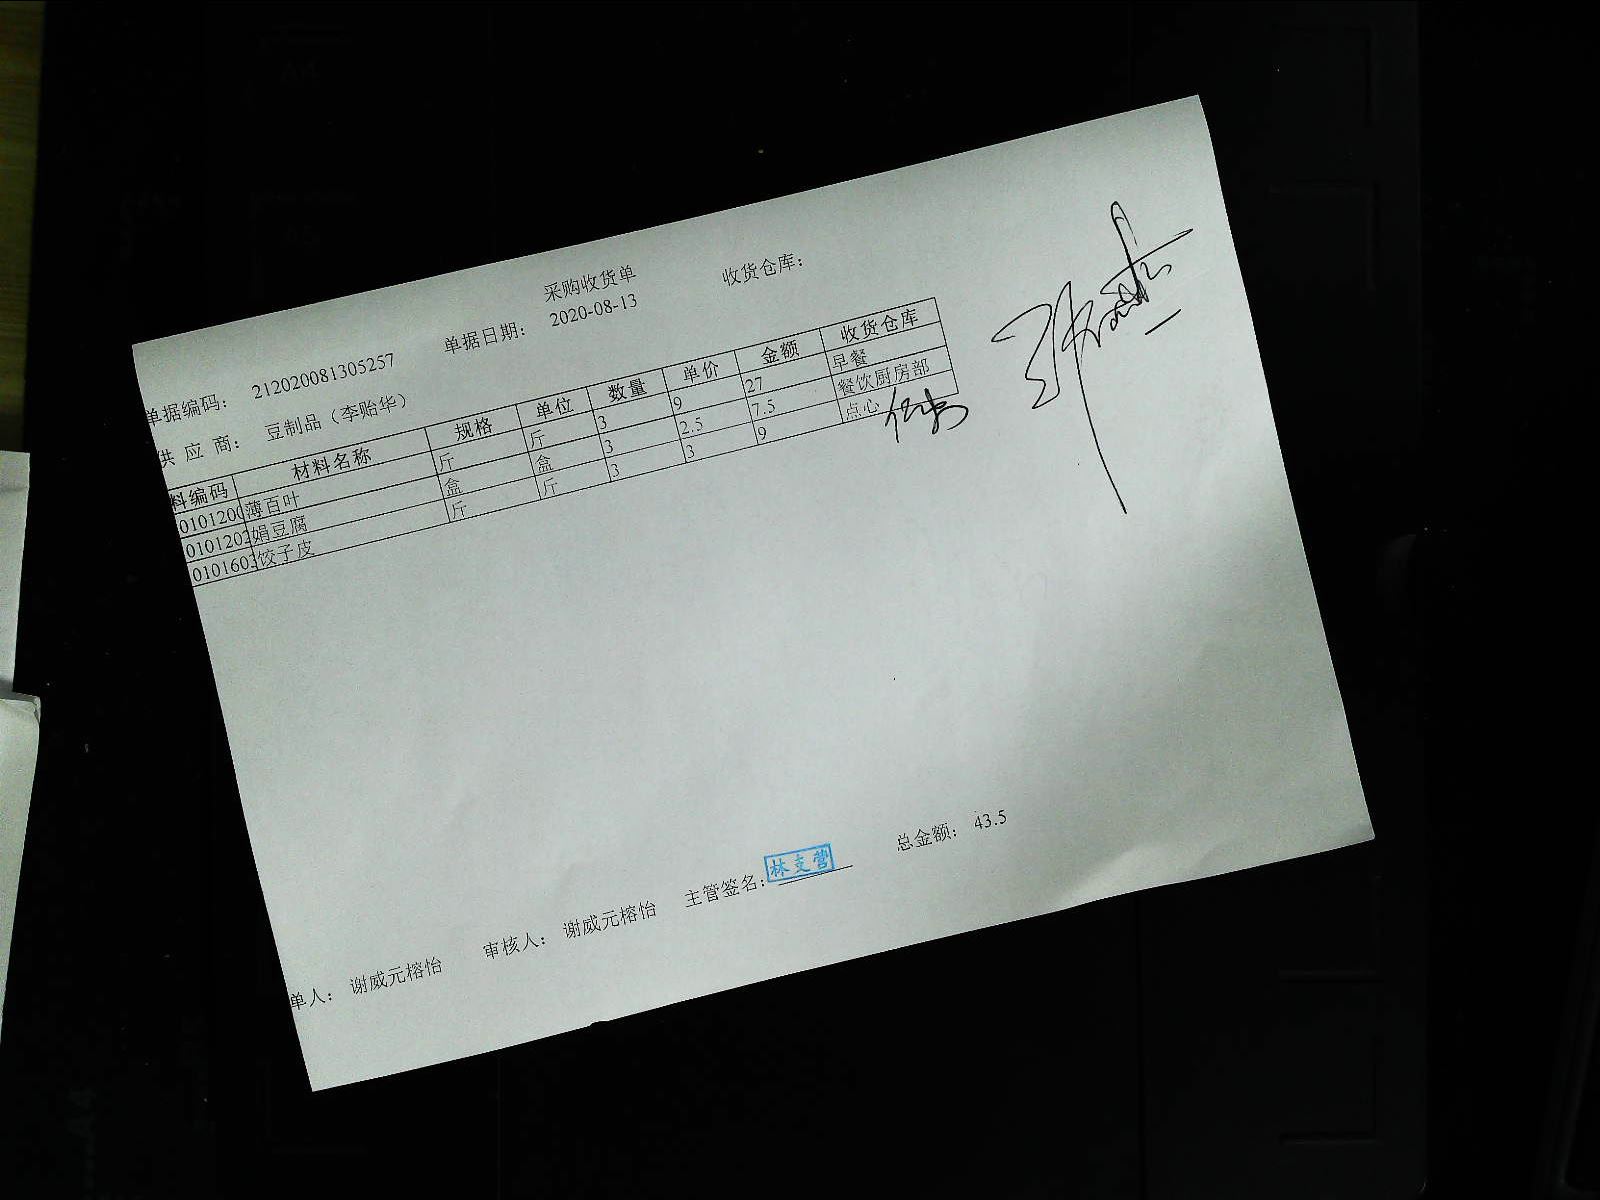 采购收货单
单据编码： 212020081305257 单据日期： 2020-08-13 收货仓库：
供 应 商： 豆制品（李贻华）
料编码 材料名称 规格 单位 数量 单价 金额 收货仓库
0101200 薄百叶 斤 斤 3 9 27 早餐
0101202 娟豆腐 盒 盒 3 2.5 7.5 餐饮厨房部
0101603 饺子皮 斤 斤 3 3 9 点心
总金额： 43.5
单人： 谢威元榕怡 审核人： 谢威元榕怡 主管签名： 林支营